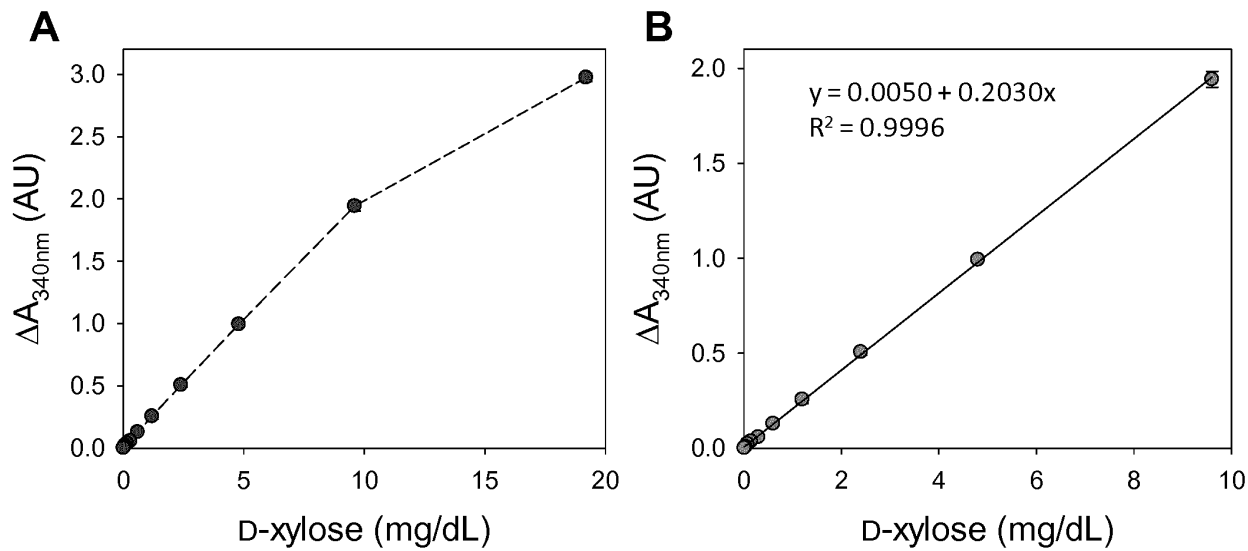 A
3.0
2.5
2.0
1.5
1.0
0.5
0.0
ΔA340nm (AU)
0 5 10 15 20
D-xylose (mg/dL)
B
y = 0.0050 + 0.2030x
R² = 0.9996
2.0
1.5
1.0
0.5
0.0
ΔA340nm (AU)
0 2 4 6 8 10
D-xylose (mg/dL)